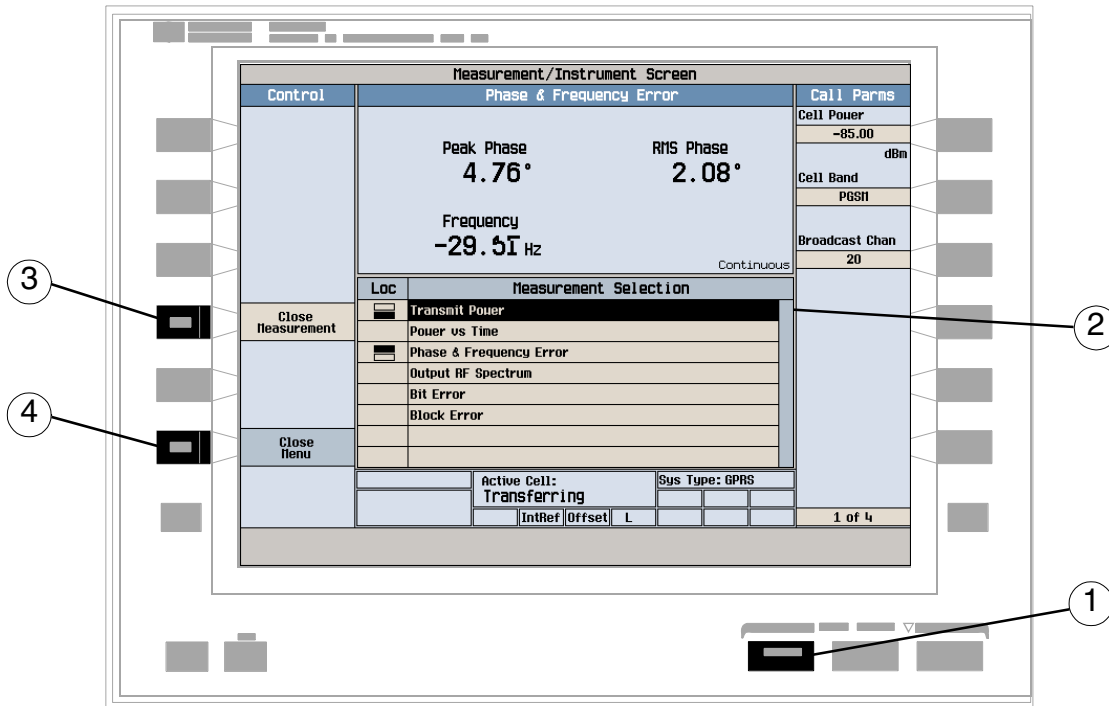 Measurement/Instrument Screen
Control
Phase & Frequency Error
Call Parms
Cell Power
-85.00
dBm
Cell Band
PGSM
Broadcast Chan
20
Peak Phase
4.76°
RMS Phase
2.08°
Frequency
-29.51 Hz
Continuous
Loc
Measurement Selection
Transmit Power
Power vs Time
Phase & Frequency Error
Output RF Spectrum
Bit Error
Block Error
Close
Measurement
Close
Menu
Active Cell:
Transferring
Sys Type: GPRS
IntRef
Offset
L
1 of 4
3
4
2
1